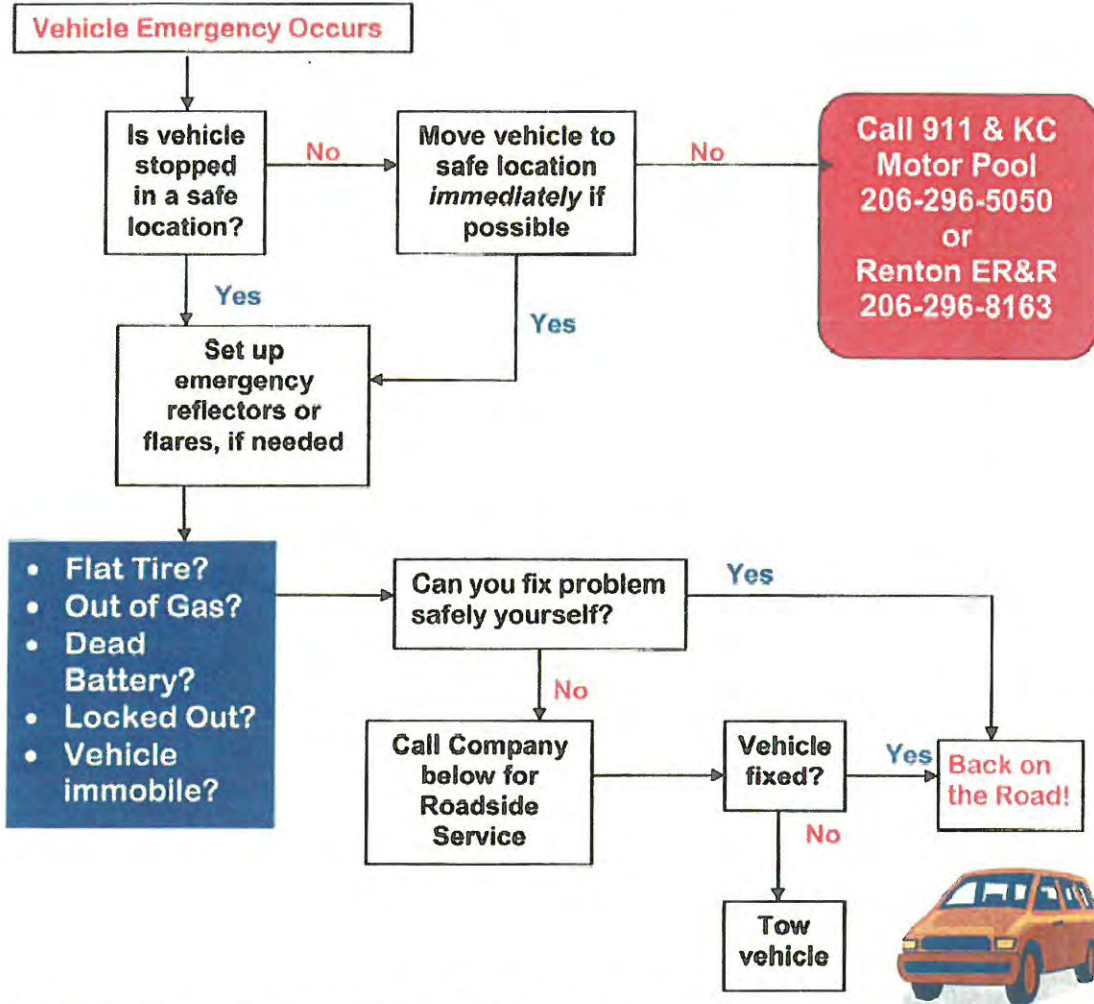 Vehicle Emergency Occurs
Is vehicle
stopped
in a safe
location?
No
Move vehicle to
safe location
immediately if
possible
No
Call 911 & KC
Motor Pool
206-296-5050
or
Renton ER&R
206-296-8163
Yes
Yes
Set up
emergency
reflectors or
flares, if needed
• Flat Tire?
• Out of Gas?
• Dead
Battery?
• Locked Out?
• Vehicle
immobile?
Can you fix problem
safely yourself?
Yes
No
Call Company
below for
Roadside
Service
Vehicle
fixed?
Yes
Back on
the Road!
No
Tow
vehicle